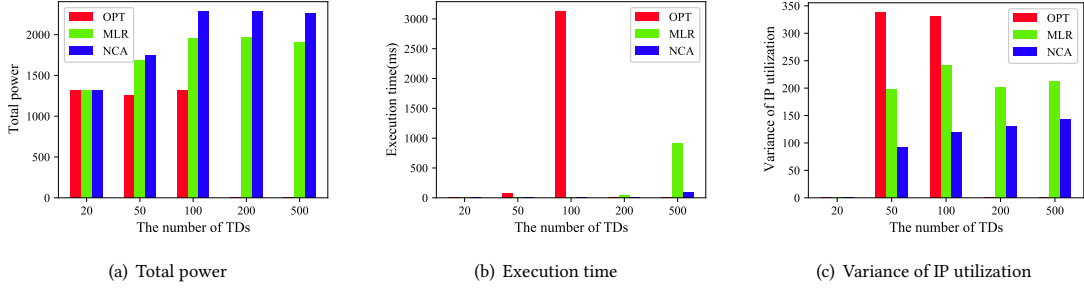 OPT
MLR
NCA
2000
1500
1000
500
0
Total power
20 50 100 200 500
The number of TDs
(a) Total power
OPT
MLR
NCA
3000
2500
2000
1500
1000
500
0
Execution time(ms)
20 50 100 200 500
The number of TDs
(b) Execution time
OPT
MLR
NCA
350
300
250
200
150
100
50
0
Variance of IP utilization
20 50 100 200 500
The number of TDs
(c) Variance of IP utilization